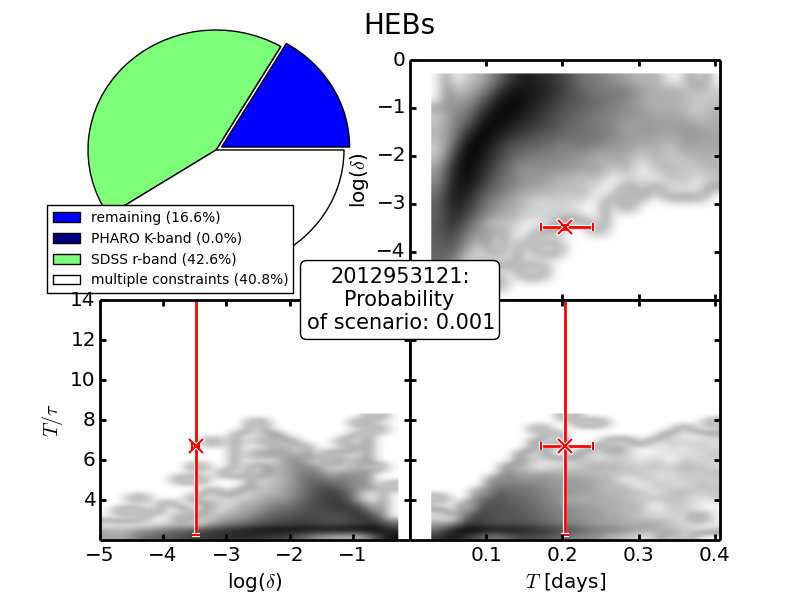 HEBs
remaining (16.6%)
PHARO K-band (0.0%)
SDSS r-band (42.6%)
multiple constraints (40.8%)
0
−1
−2
−3
−4
log(δ)
2012953121:
Probability
of scenario: 0.001
14
12
10
8
6
4
T/τ
−5 −4 −3 −2 −1
log(δ)
0.1 0.2 0.3 0.4
T [days]